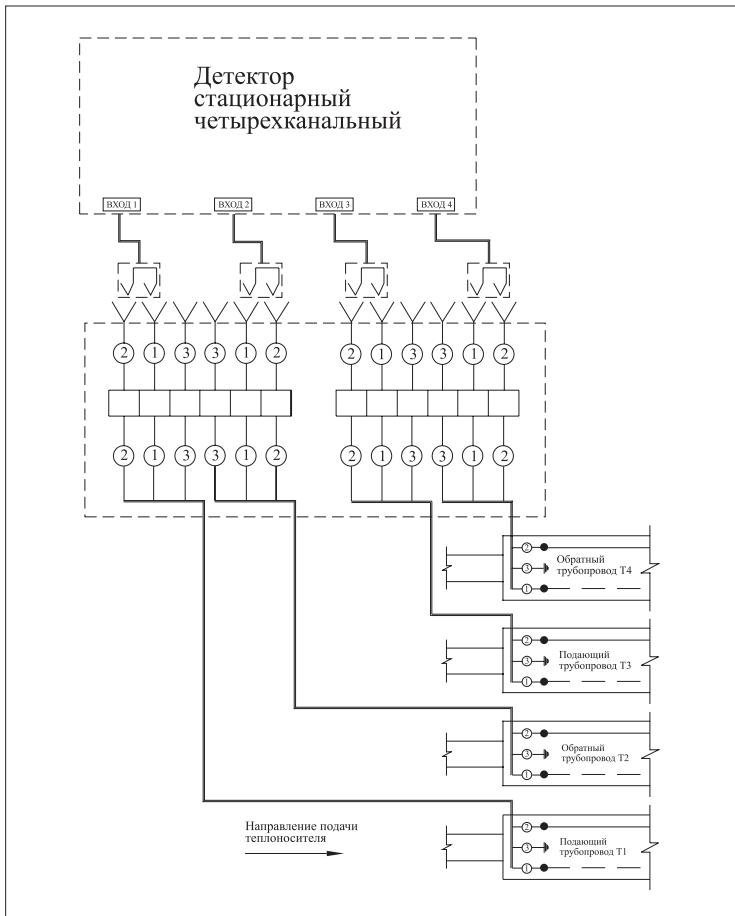 Детектор
стационарный
четырехканальный
ВХОД 1 ВХОД 2 ВХОД 3 ВХОД 4
2 1 3 3 1 2 2 1 3 3 1 2
2 1 3 3 1 2 2 1 3 3 1 2
2
3
1
Обратный
трубопровод Т4
2
3
1
Подающий
трубопровод Т3
2
3
1
Обратный
трубопровод Т2
2
3
1
Подающий
трубопровод Т1
Направление подачи
теплоносителя